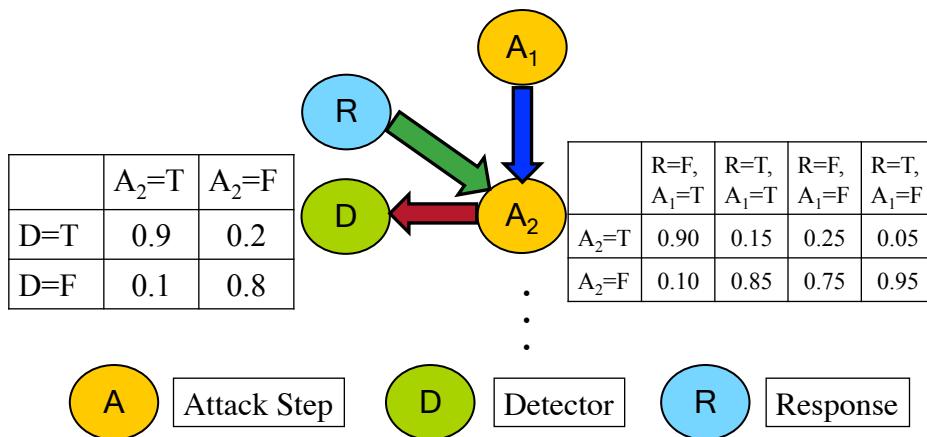 A₁
R
D
A₂
A₂=T A₂=F
D=T 0.9 0.2
D=F 0.1 0.8
R=F, R=T, R=F, R=T,
A₁=T A₁=T A₁=F A₁=F
A₂=T 0.90 0.15 0.25 0.05
A₂=F 0.10 0.85 0.75 0.95
A Attack Step D Detector R Response